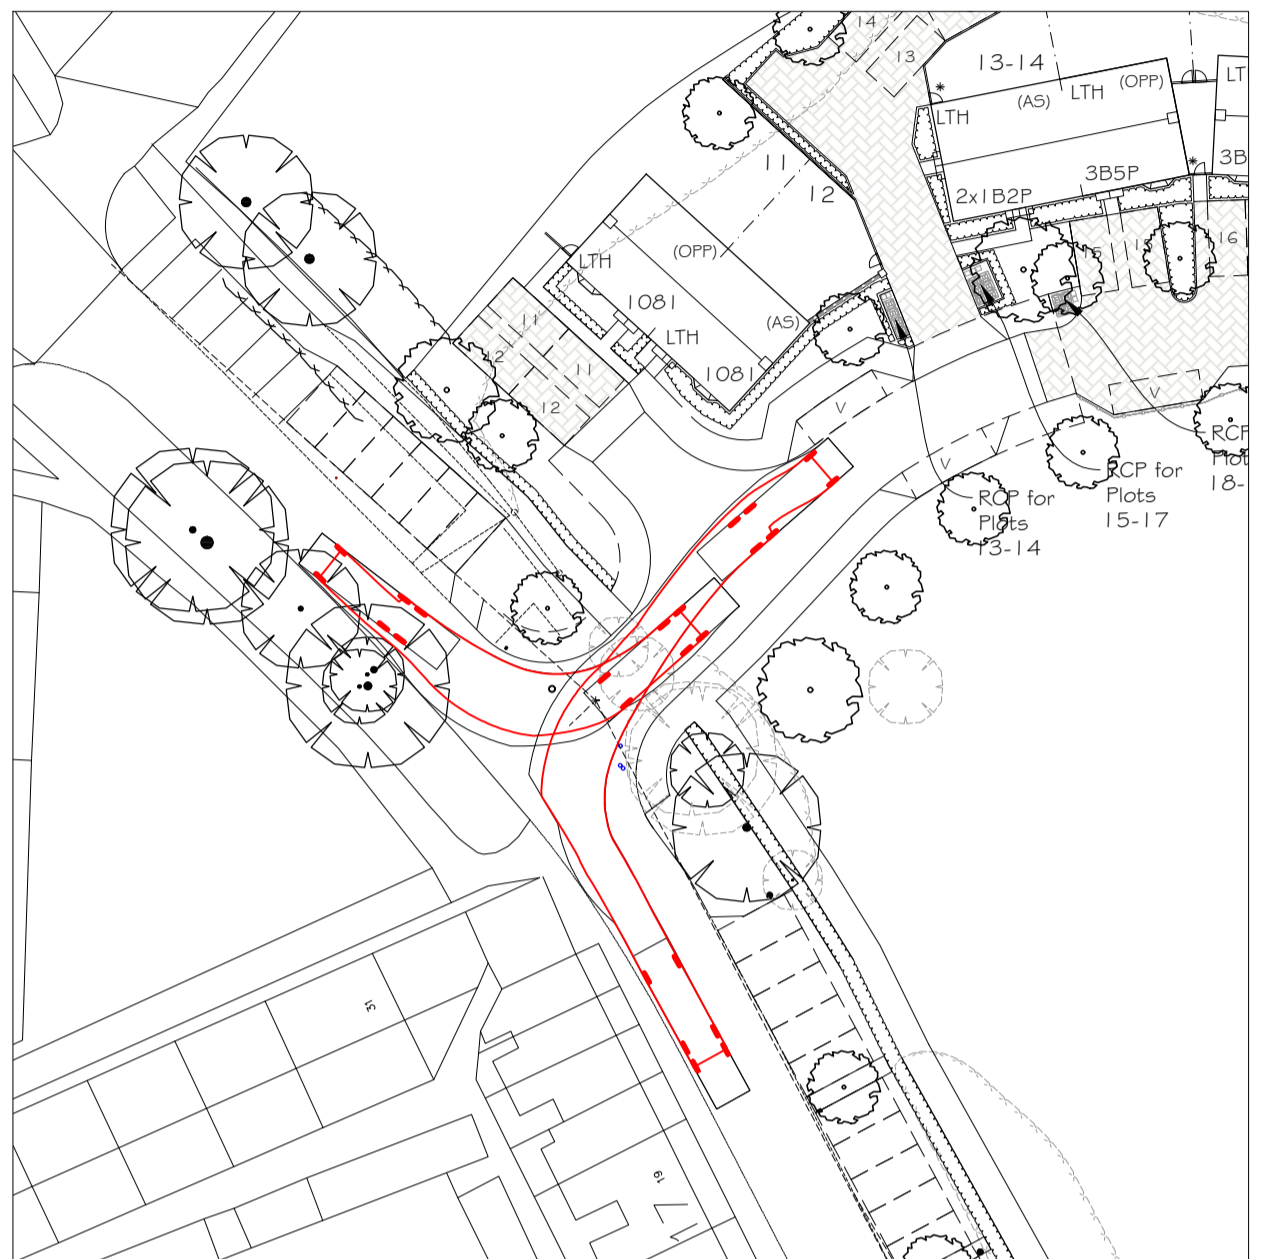 14
13
13-14
(OPP)
LT
LTH
(AS)
LTH
11
12
3B5P
3B
2x1B2P
15
16
(OPP)
LTH
1081
LTH
(AS)
1081
11
12
11
12
V
V
V
RCP for
Plots
13-14
RCP for
Plots
15-17
RCP
Plot
18-
8
31
19